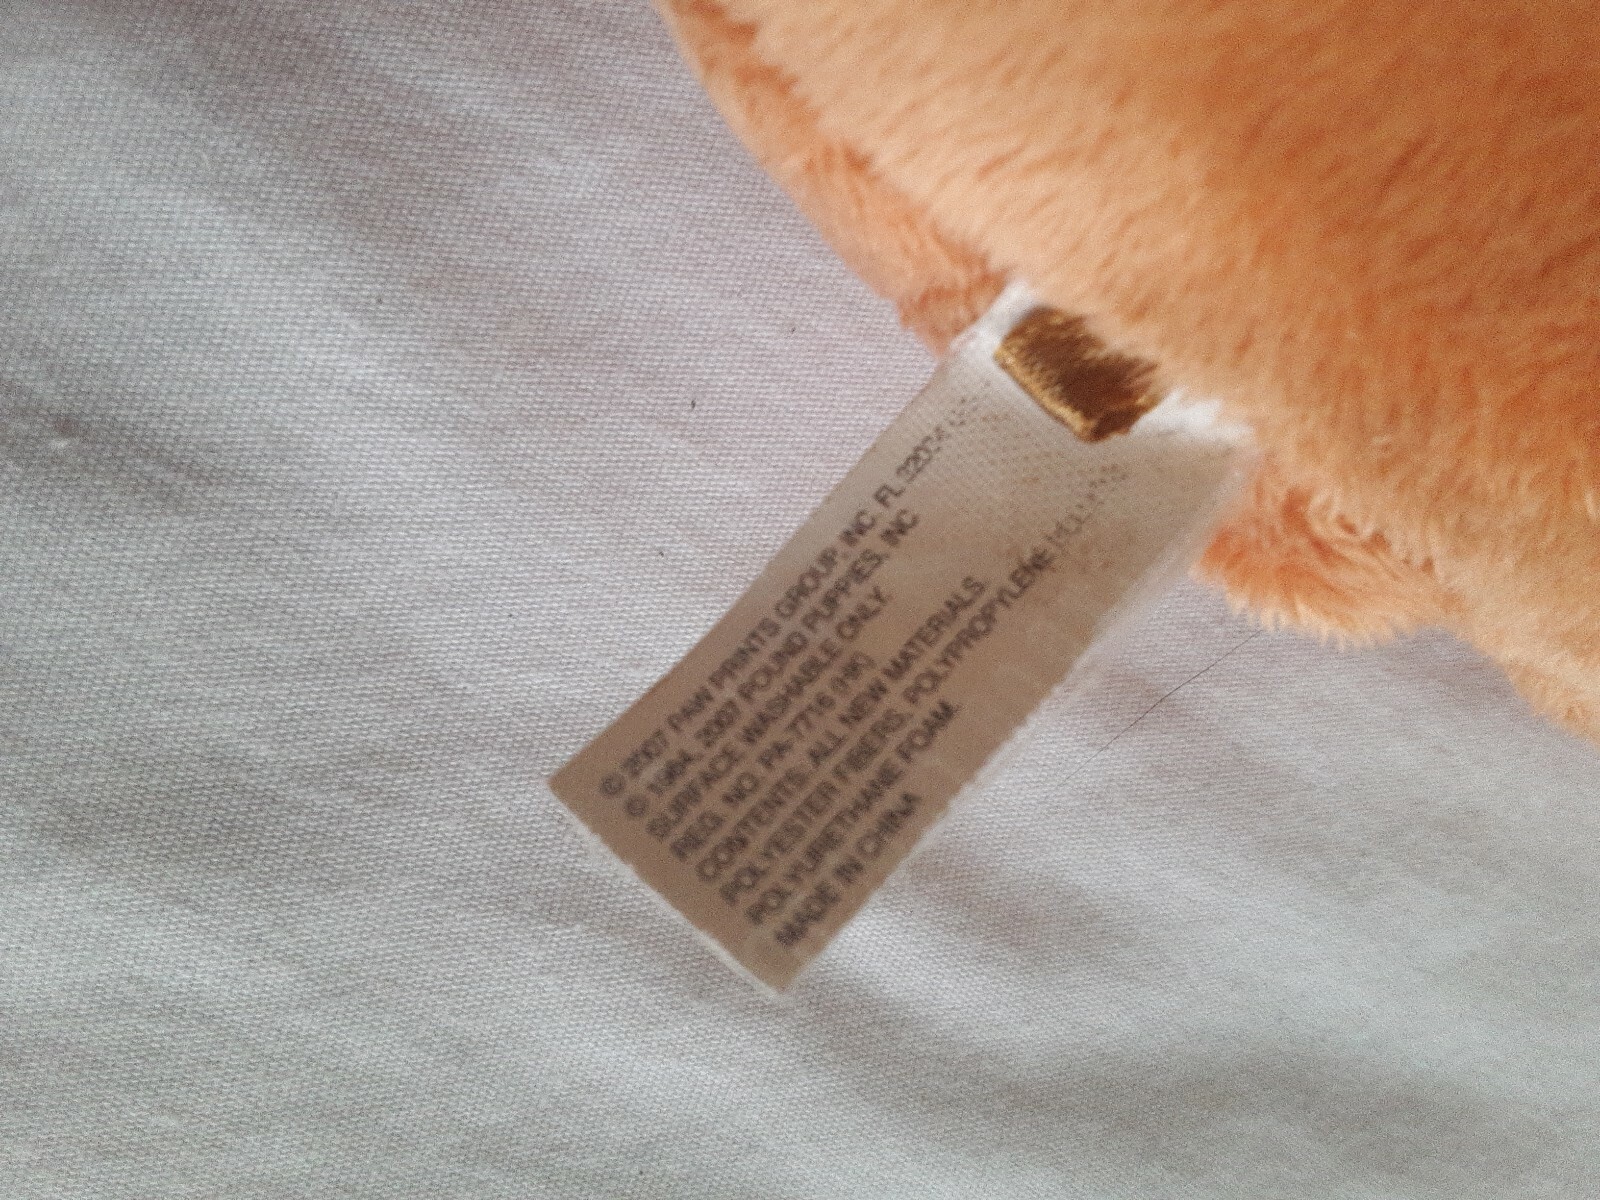 © 2007 PAW PRINTS GROUP, INC. FL
© 1984, 2007 POUND PUPPIES, INC
SURFACE WASHABLE ONLY
REG. NO. PA-7716 (HK)
CONTENTS: ALL NEW MATERIALS
POLYESTER FIBERS, POLYPROPYLENE
POLYURETHANE FOAM
MADE IN CHINA